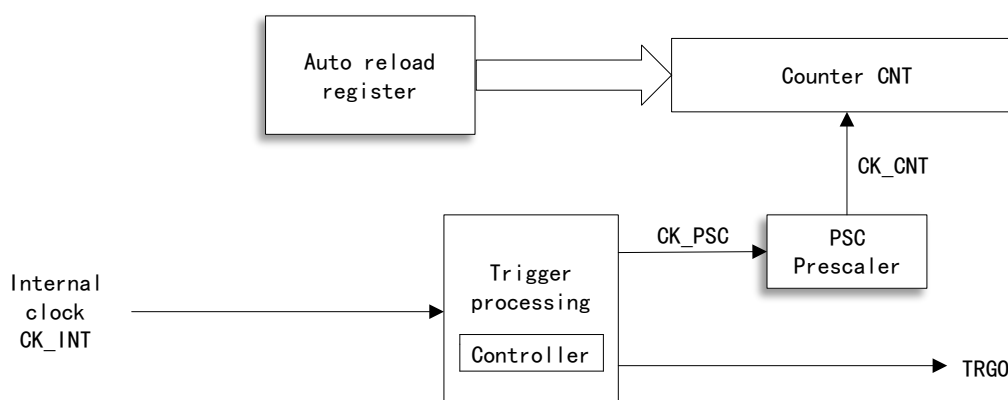 Auto reload
register
Counter CNT
CK_CNT
CK_PSC
PSC
Prescaler
Trigger
processing
Controller
Internal
clock
CK_INT
TRGO